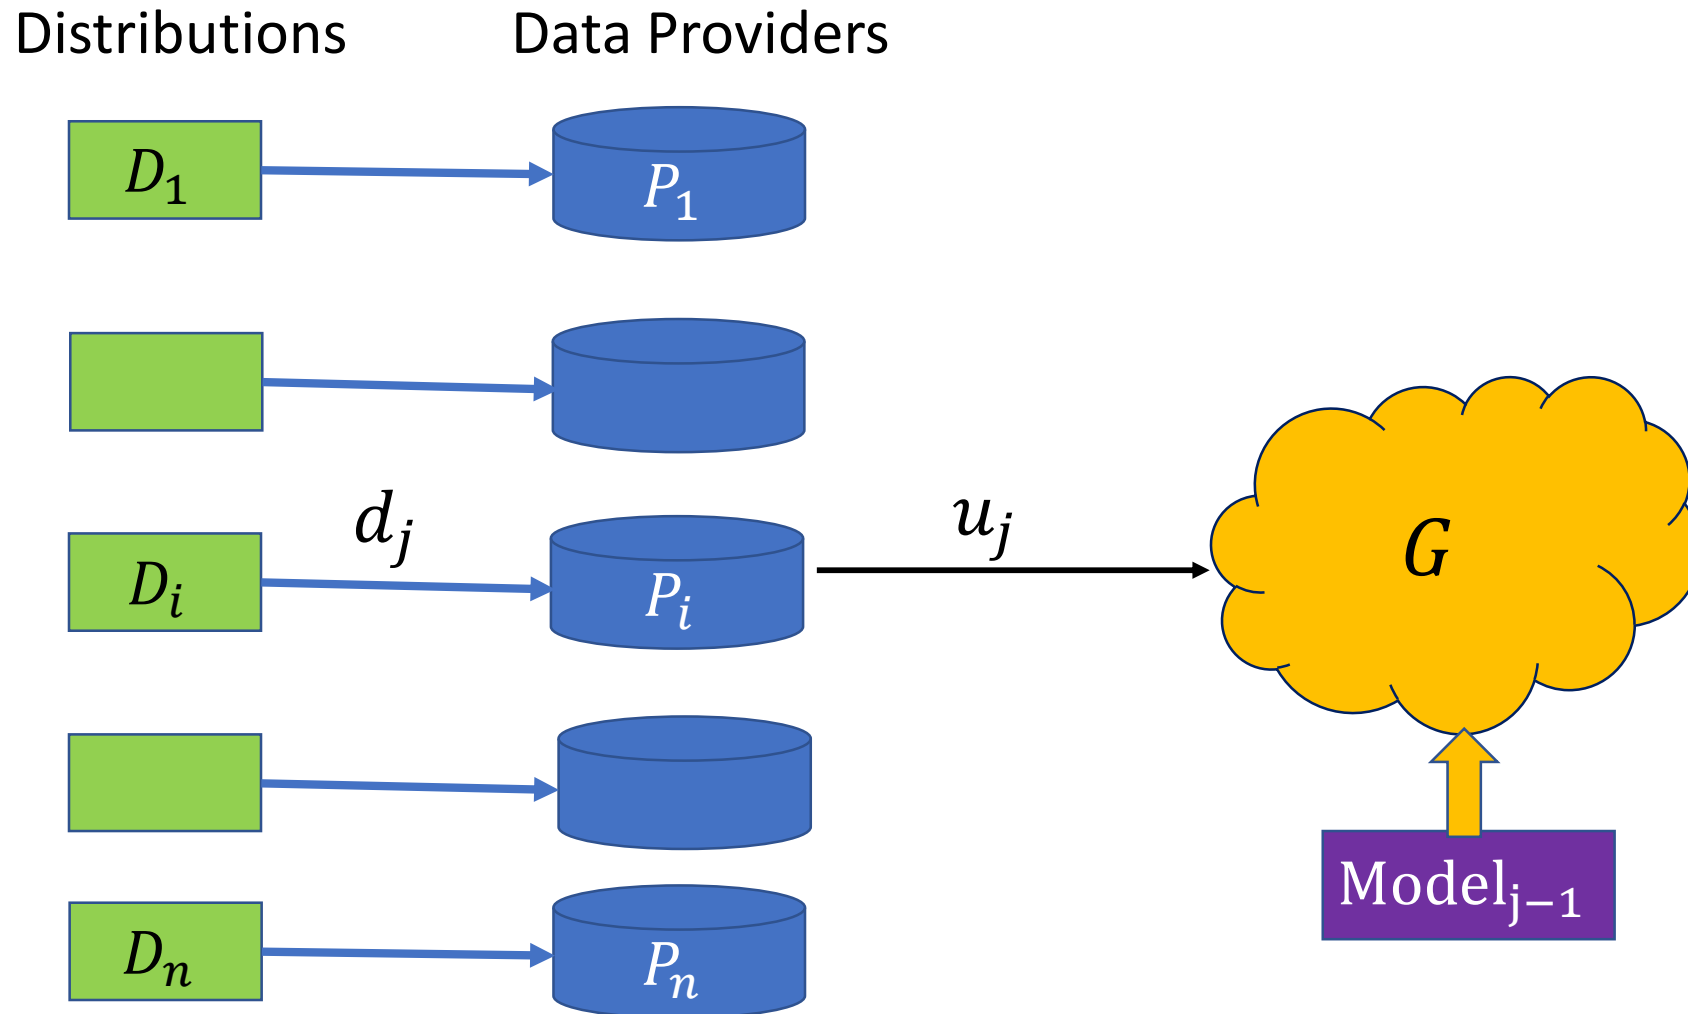 Distributions Data Providers
D₁ P₁
dⱼ uⱼ
Dᵢ Pᵢ G
Modelⱼ₋₁
Dₙ Pₙ